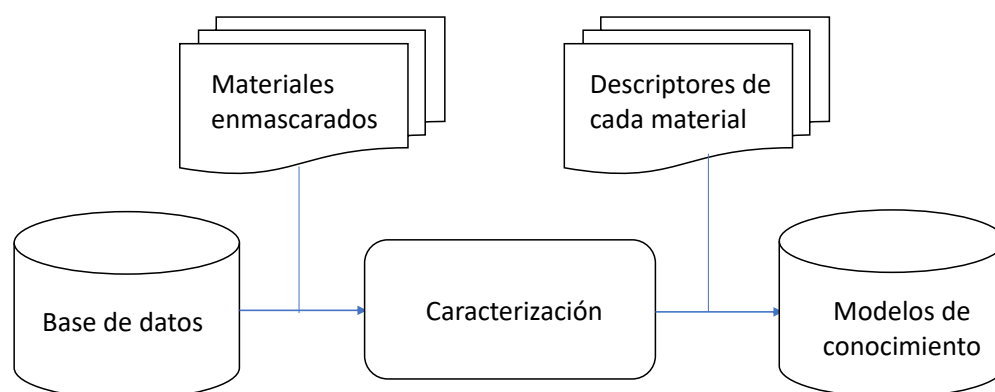 Materiales
enmascarados
Descriptores de
cada material
Base de datos
Caracterización
Modelos de
conocimiento